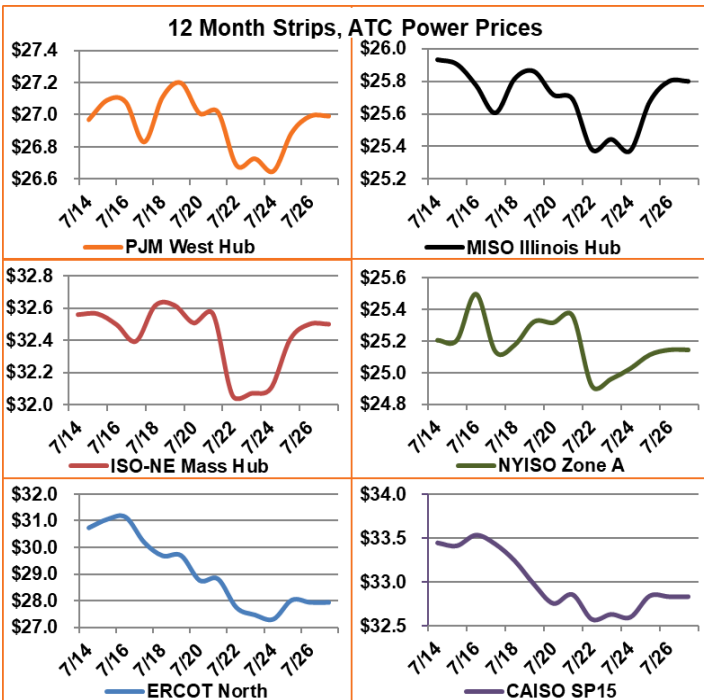 12 Month Strips, ATC Power Prices
$27.4
$27.2
$27.0
$26.8
$26.6
7/14 7/16 7/18 7/20 7/22 7/24 7/26
PJM West Hub
$26.0
$25.8
$25.6
$25.4
$25.2
7/14 7/16 7/18 7/20 7/22 7/24 7/26
MISO Illinois Hub
$32.8
$32.6
$32.4
$32.2
$32.0
7/14 7/16 7/18 7/20 7/22 7/24 7/26
ISO-NE Mass Hub
$25.6
$25.4
$25.2
$25.0
$24.8
7/14 7/16 7/18 7/20 7/22 7/24 7/26
NYISO Zone A
$32.0
$31.0
$30.0
$29.0
$28.0
$27.0
7/14 7/16 7/18 7/20 7/22 7/24 7/26
ERCOT North
$34.0
$33.5
$33.0
$32.5
7/14 7/16 7/18 7/20 7/22 7/24 7/26
CAISO SP15